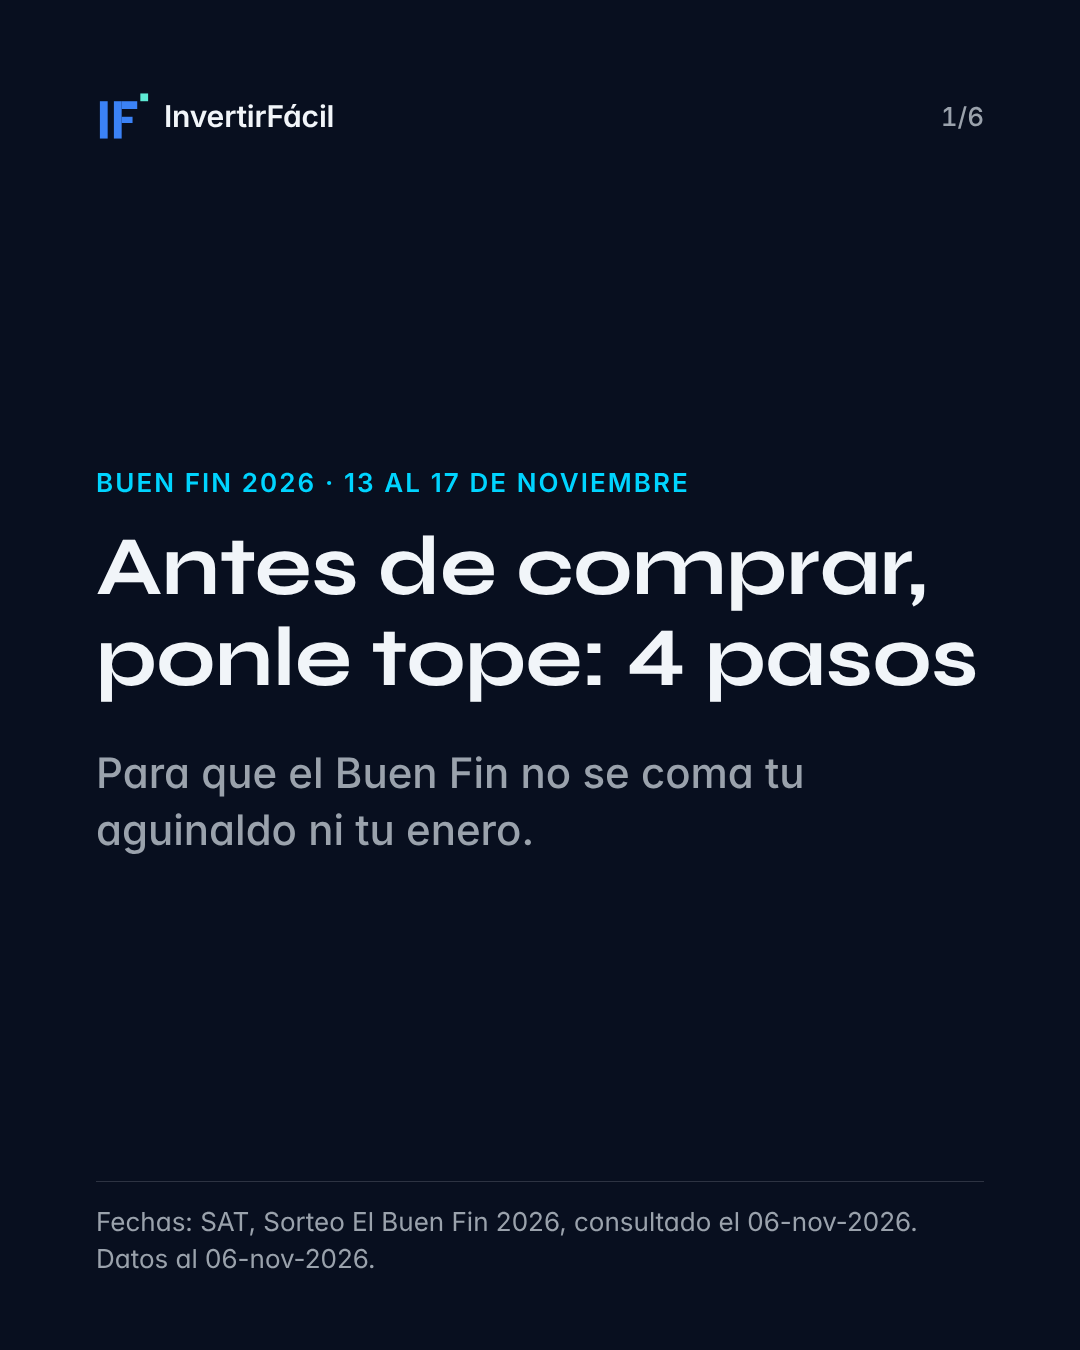 IF InvertirFácil
1/6
BUEN FIN 2026 · 13 AL 17 DE NOVIEMBRE
Antes de comprar,
ponle tope: 4 pasos
Para que el Buen Fin no se coma tu
aguinaldo ni tu enero.
Fechas: SAT, Sorteo El Buen Fin 2026, consultado el 06-nov-2026.
Datos al 06-nov-2026.